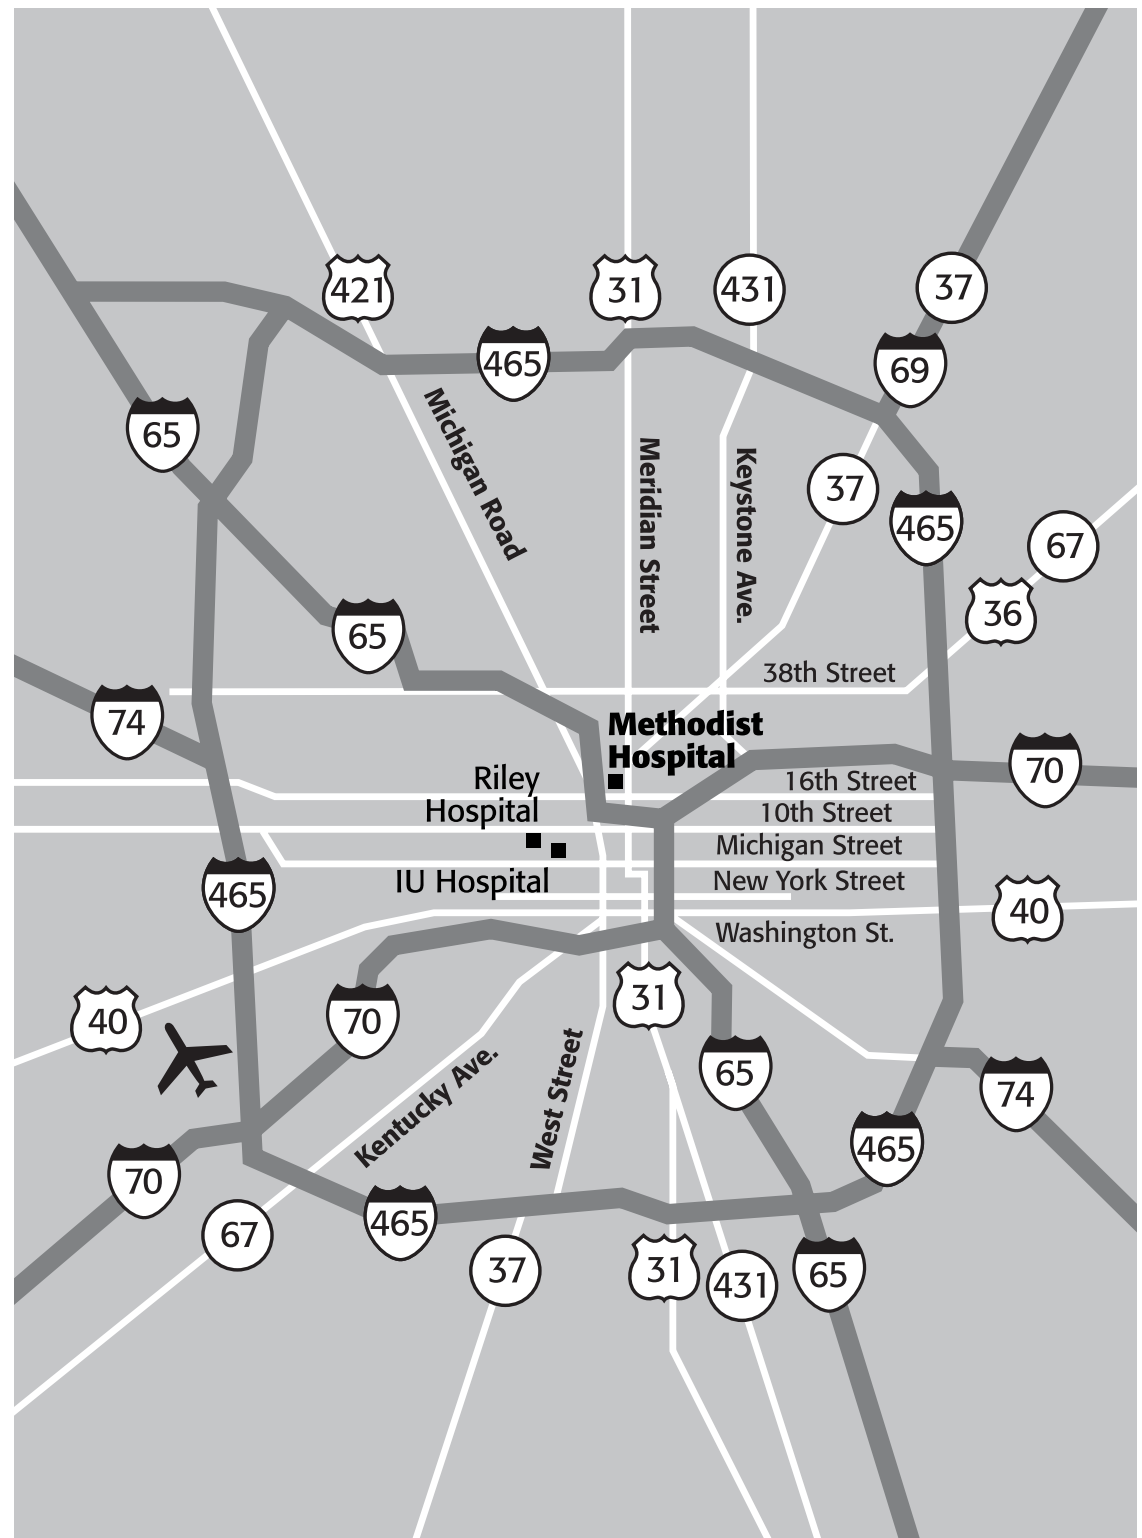 421
31
431
37
465
69
65
Michigan Road
Meridian Street
Keystone Ave.
37
465
67
36
65
38th Street
74
Methodist
Hospital
70
Riley
Hospital
16th Street
10th Street
Michigan Street
465
IU Hospital
New York Street
40
Washington St.
40
70
31
65
74
Kentucky Ave.
West Street
465
70
67
465
37
31
431
65